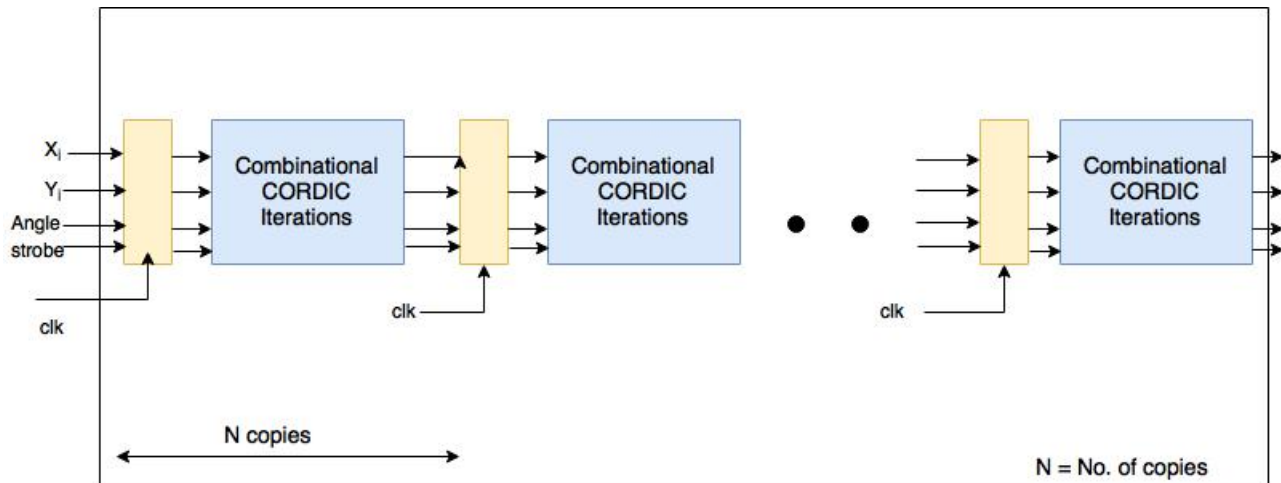 Xi
Yi
Angle
strobe
clk
Combinational
CORDIC
Iterations
clk
Combinational
CORDIC
Iterations
clk
Combinational
CORDIC
Iterations
N copies
N = No. of copies